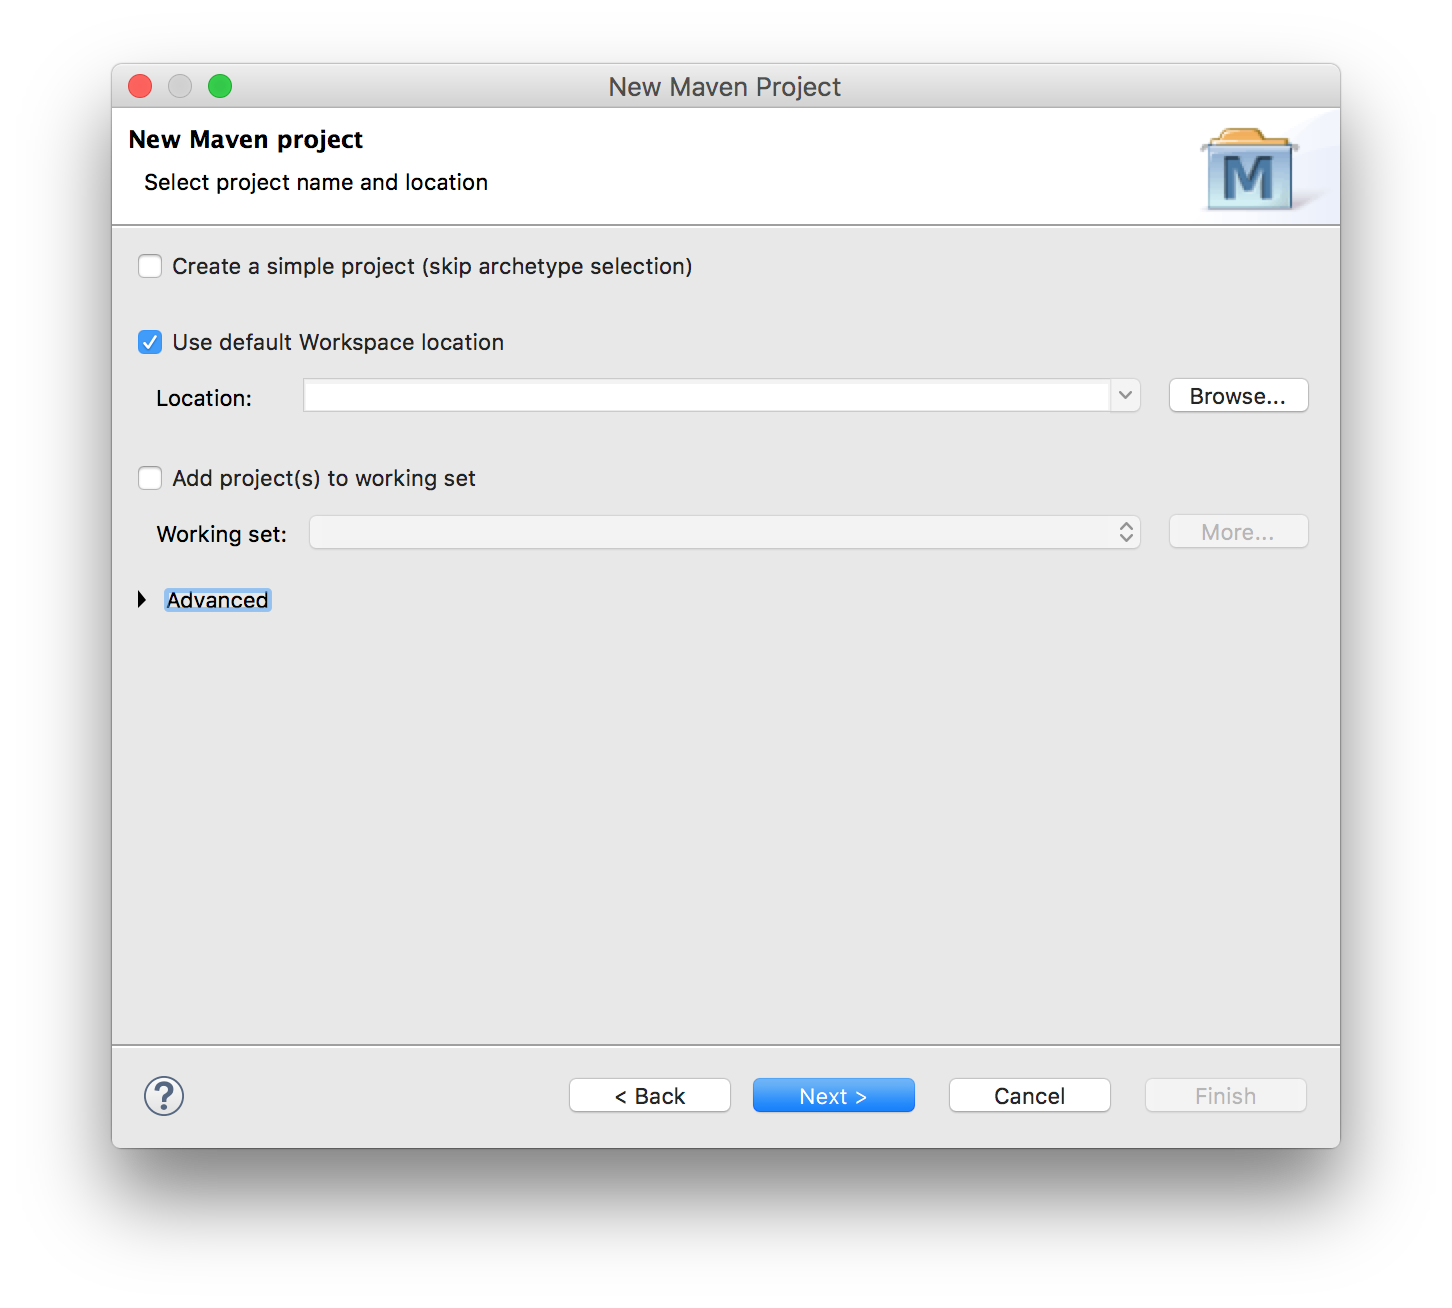 New Maven Project
New Maven project
Select project name and location
M
Create a simple project (skip archetype selection)
Use default Workspace location
Location:
Browse...
Add project(s) to working set
Working set:
More...
Advanced
?
< Back
Next >
Cancel
Finish